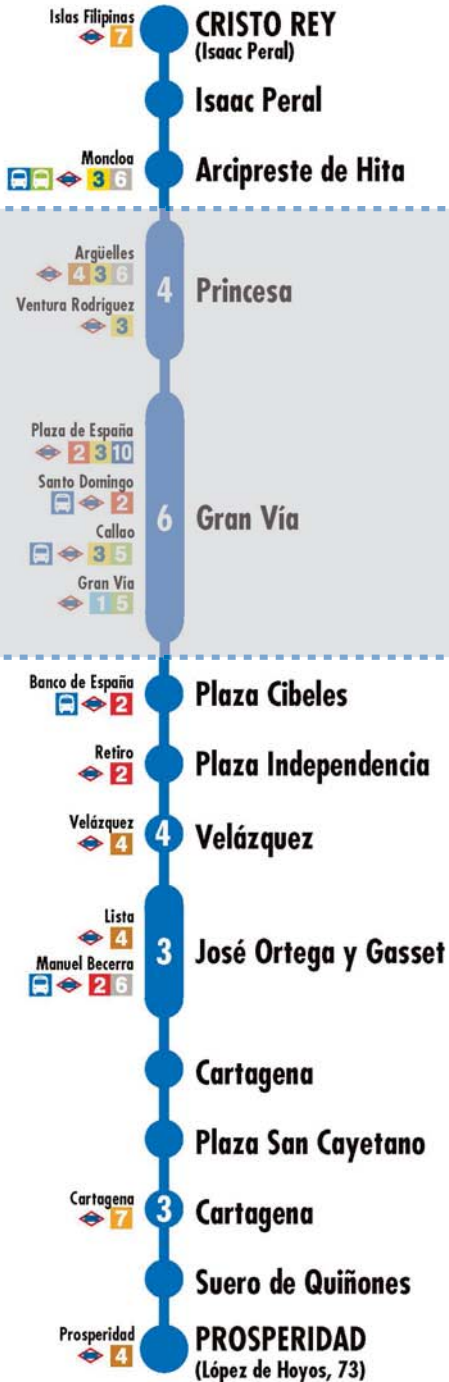 Islas Filipinas
7
CRISTO REY
(Isaac Peral)
Isaac Peral
Moncloa
3 6
Arcipreste de Hita
Argüelles
4 3 6
Ventura Rodriguez
3
4
Princesa
Plaza de España
2 3 10
Santo Domingo
2
Callao
3 5
Gran Via
1 5
6
Gran Vía
Banco de España
2
Plaza Cibeles
Retiro
2
Plaza Independencia
Velázquez
4
4
Velázquez
Lista
4
Manuel Becerra
2 6
3
José Ortega y Gasset
Cartagena
Plaza San Cayetano
Cartagena
7
3
Cartagena
Suero de Quiñones
Prosperidad
4
PROSPERIDAD
(López de Hoyos, 73)